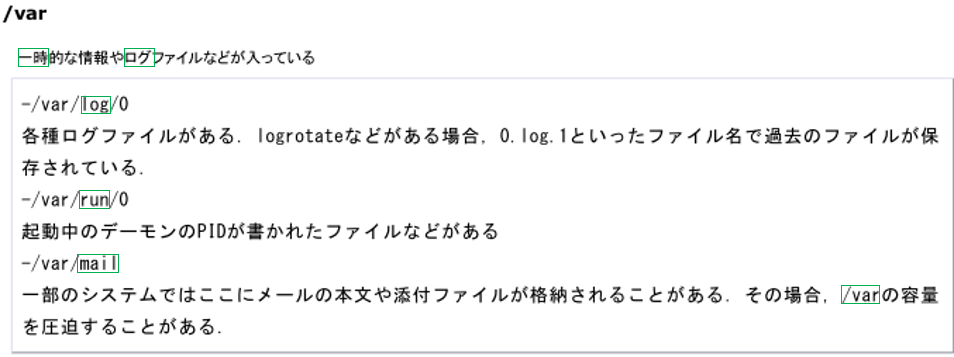 /var
一時的な情報やログファイルなどが入っている
-/var/log/0
各種ログファイルがある. logrotateなどがある場合, 0.log.1といったファイル名で過去のファイルが保
存されている.
-/var/run/0
起動中のデーモンのPIDが書かれたファイルなどがある
-/var/mail
一部のシステムではここにメールの本文や添付ファイルが格納されることがある. その場合, /varの容量
を圧迫することがある.